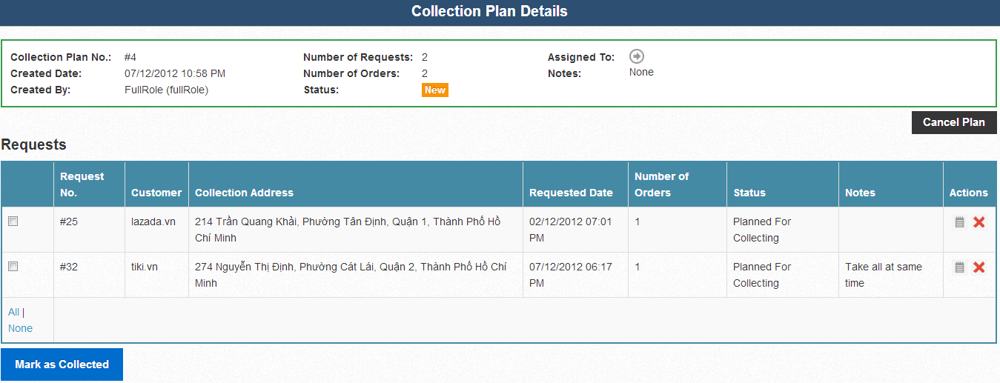 Collection Plan Details
Collection Plan No.: #4 Number of Requests: 2 Assigned To:
Created Date: 07/12/2012 10:58 PM Number of Orders: 2 Notes: None
Created By: FullRole (fullRole) Status: New
Cancel Plan
Requests
Request No. Customer Collection Address Requested Date Number of Orders Status Notes Actions
#25 lazada.vn 214 Trần Quang Khải, Phường Tân Định, Quận 1, Thành Phố Hồ 02/12/2012 07:01 1 Planned For
Chí Minh PM Collecting
#32 tiki.vn 274 Nguyễn Thị Định, Phường Cát Lái, Quận 2, Thành Phố Hồ Chí 07/12/2012 06:17 1 Planned For Take all at same
Minh PM Collecting time
All |
None
Mark as Collected